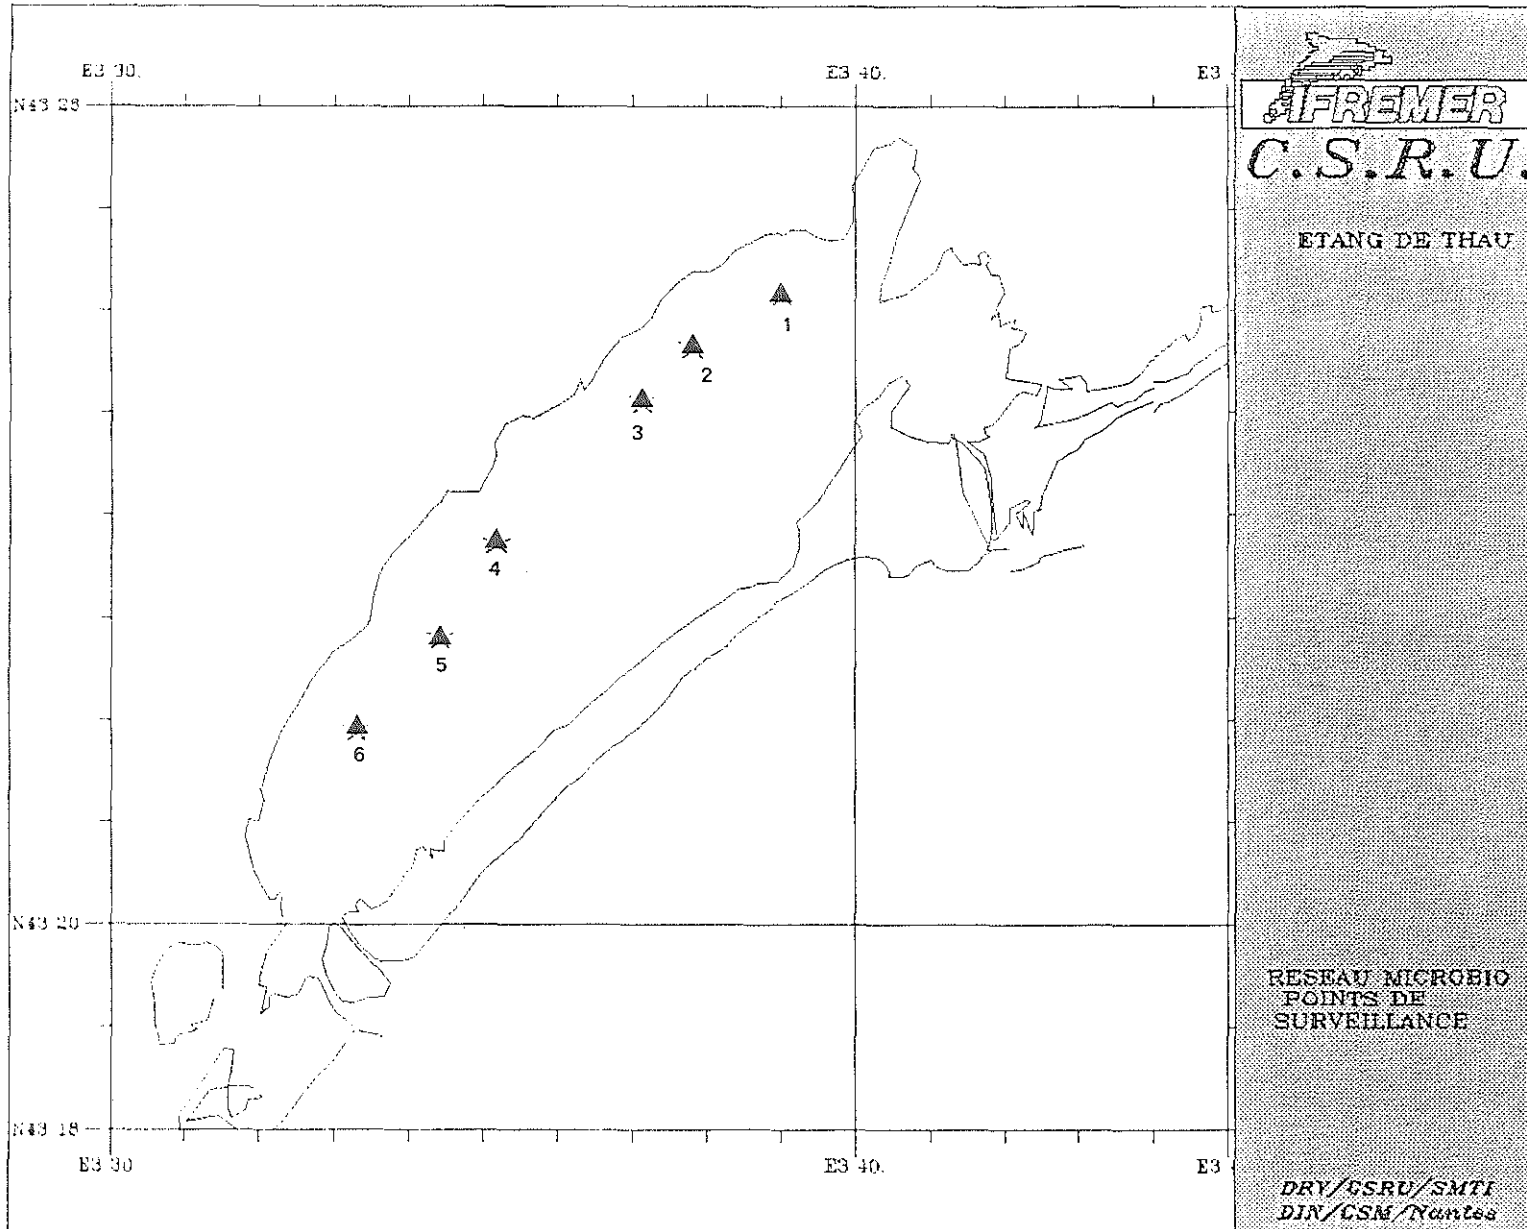 E3 30.
E3 40.
E3
N43 28
IFREMER
C.S.R.U.
ETANG DE THAU
1
2
3
4
5
6
N43 20
RESEAU MICROBIO
POINTS DE
SURVEILLANCE
N43 18
E3 30
E3 40.
E3
DRV/CSRU/SMTI
DIN/CSM/Nantes